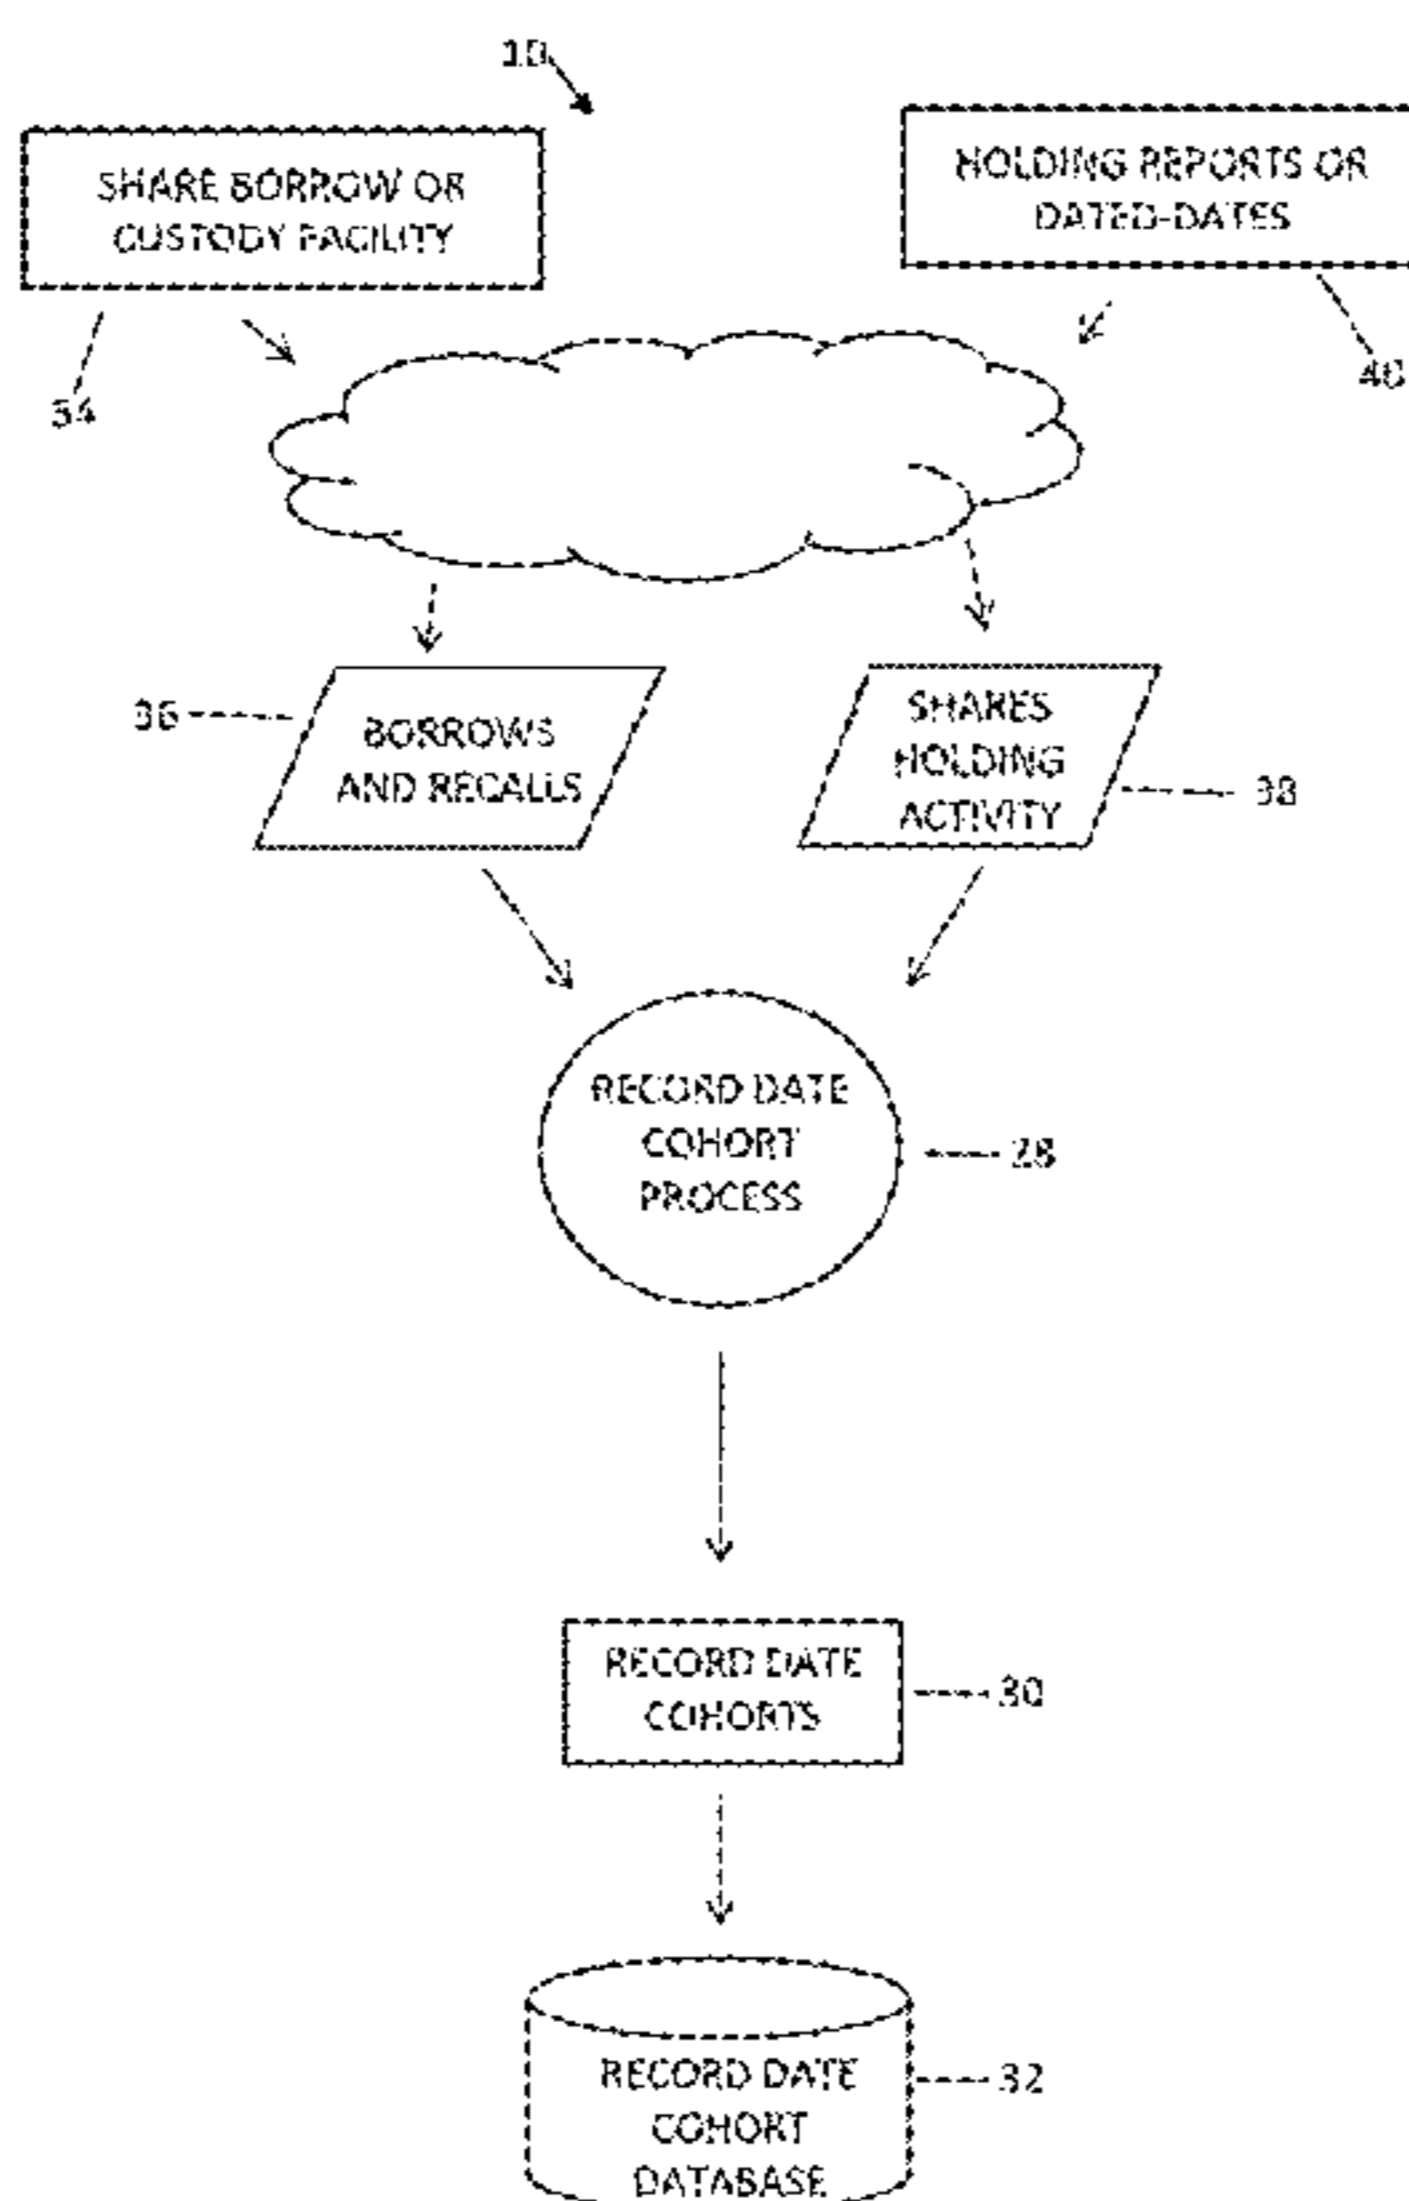 10
SHARE BORROW OR
CUSTODY FACILITY
HOLDING REPORTS OR
DATED-DATES
34
40
36
BORROWS
AND RECALLS
SHARES
HOLDING
ACTIVITY
38
RECORD DATE
COHORT
PROCESS
28
RECORD DATE
COHORTS
30
RECORD DATE
COHORT
DATABASE
32